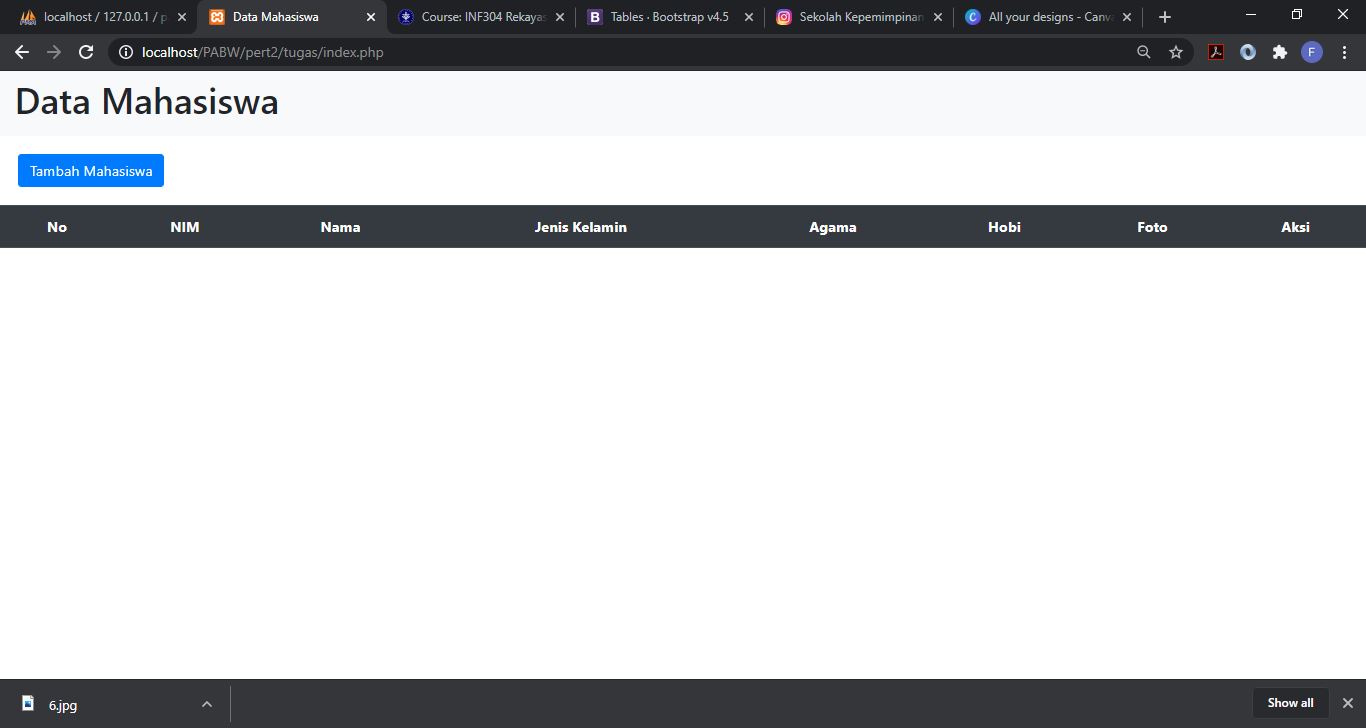 localhost / 127.0.0.1 / p
Data Mahasiswa
Course: INF304 Rekayas
Tables · Bootstrap v4.5
Sekolah Kepemimpinan
All your designs - Canv
localhost/PABW/pert2/tugas/index.php
F
Data Mahasiswa
Tambah Mahasiswa
No NIM Nama Jenis Kelamin Agama Hobi Foto Aksi
6.jpg
Show all